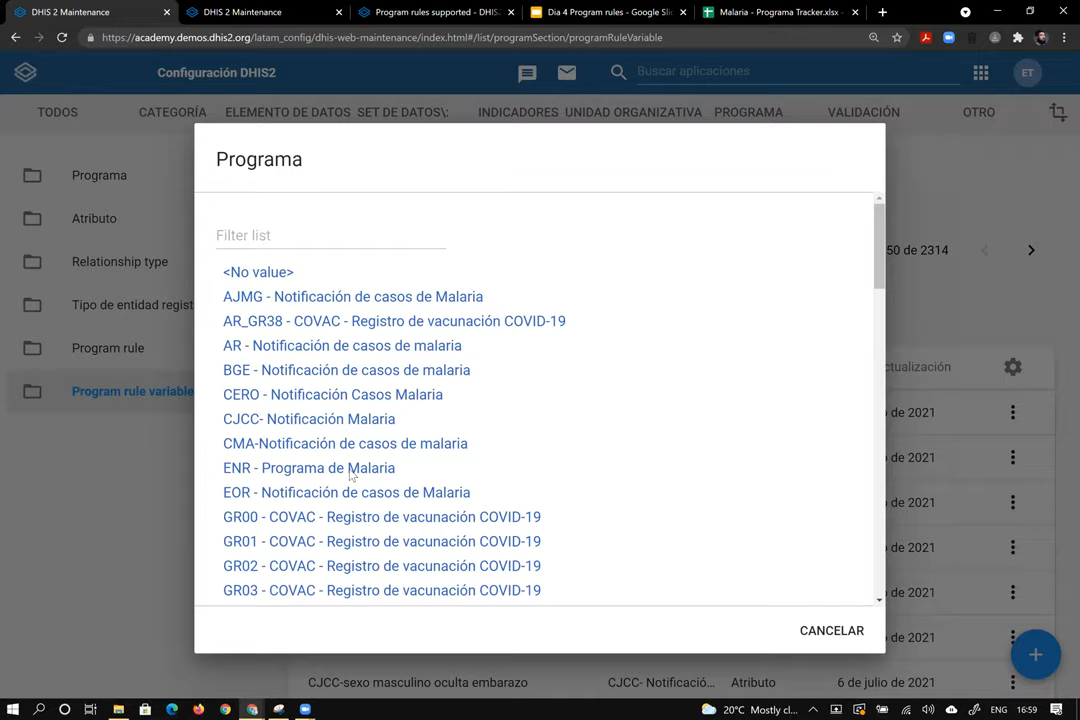 DHIS 2 Maintenance
DHIS 2 Maintenance
Program rules supported - DHIS
Dia 4 Program rules - Google Sli
Malaria - Programa Tracker.xlsx -
https://academy.demos.dhis2.org/latam_config/dhis-web-maintenance/index.html#/list/programSection/programRuleVariable
Configuración DHIS2
Buscar aplicaciones
ET
TODOS
CATEGORÍA
ELEMENTO DE DATOS
SET DE DATOS\:
INDICADORES
UNIDAD ORGANIZATIVA
PROGRAMA
VALIDACIÓN
OTRO
Programa
Atributo
Relationship type
Tipo de entidad regist
Program rule
Program rule variable
Programa
Filter list
<No value>
AJMG - Notificación de casos de Malaria
AR_GR38 - COVAC - Registro de vacunación COVID-19
AR - Notificación de casos de malaria
BGE - Notificación de casos de malaria
CERO - Notificación Casos Malaria
CJCC- Notificación Malaria
CMA-Notificación de casos de malaria
ENR - Programa de Malaria
EOR - Notificación de casos de Malaria
GR00 - COVAC - Registro de vacunación COVID-19
GR01 - COVAC - Registro de vacunación COVID-19
GR02 - COVAC - Registro de vacunación COVID-19
GR03 - COVAC - Registro de vacunación COVID-19
CANCELAR
50 de 2314
ctualización
o de 2021
o de 2021
o de 2021
o de 2021
o de 2021
o de 2021
CJCC-sexo masculino oculta embarazo
CJCC- Notificació...
Atributo
6 de julio de 2021
20°C Mostly cl...
ENG
16:59